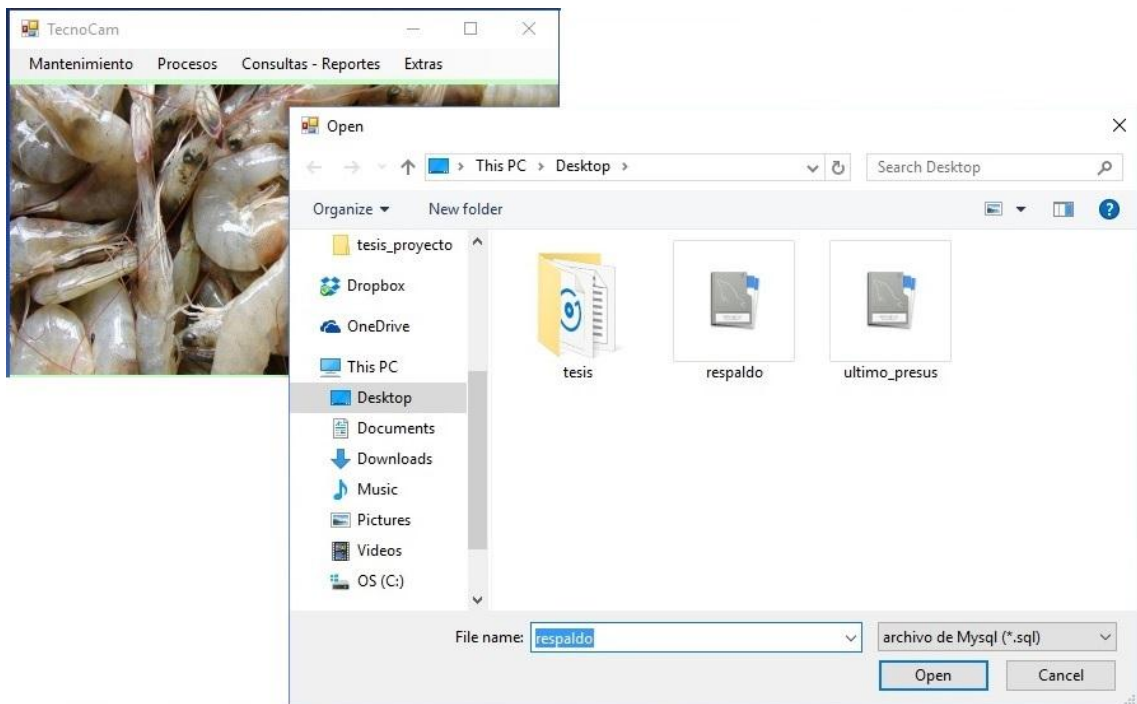 TecnoCam
Mantenimiento Procesos Consultas - Reportes Extras
Open
This PC > Desktop >
Search Desktop
Organize
New folder
tesis_proyecto
Dropbox
OneDrive
This PC
Desktop
Documents
Downloads
Music
Pictures
Videos
OS (C:)
tesis
respaldo
ultimo_presus
File name: respaldo
archivo de Mysql (*.sql)
Open Cancel